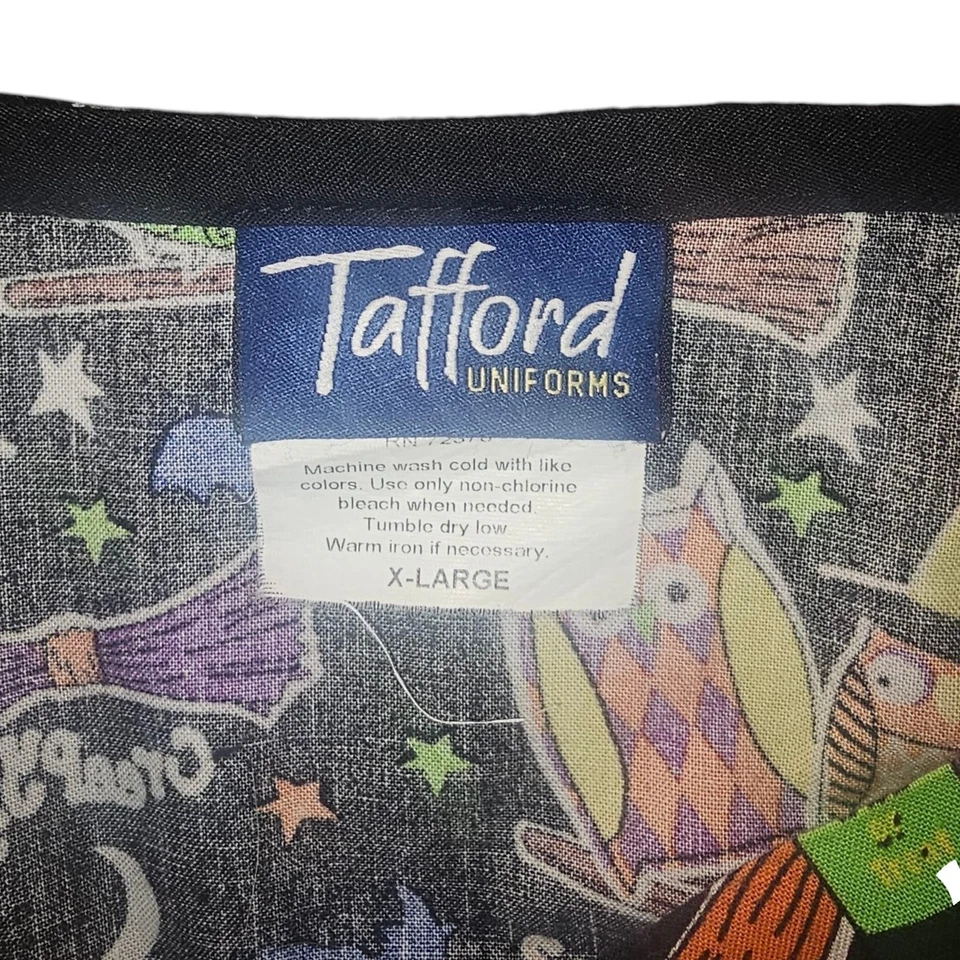 Tafford
UNIFORMS
RN
Machine wash cold with like
colors. Use only non-chlorine
bleach when needed.
Tumble dry low
Warm iron if necessary.
X-LARGE